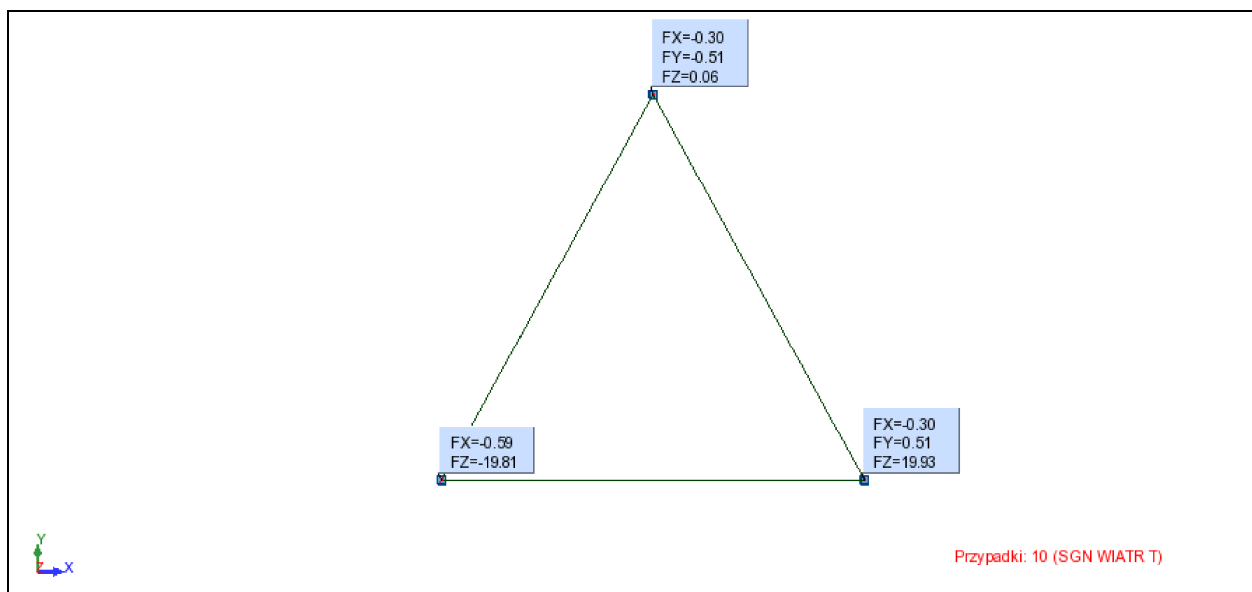 FX=-0.30
FY=-0.51
FZ=0.06
FX=-0.59
FZ=-19.81
FX=-0.30
FY=0.51
FZ=19.93
Y
Z X
Przypadki: 10 (SGN WIATR T)